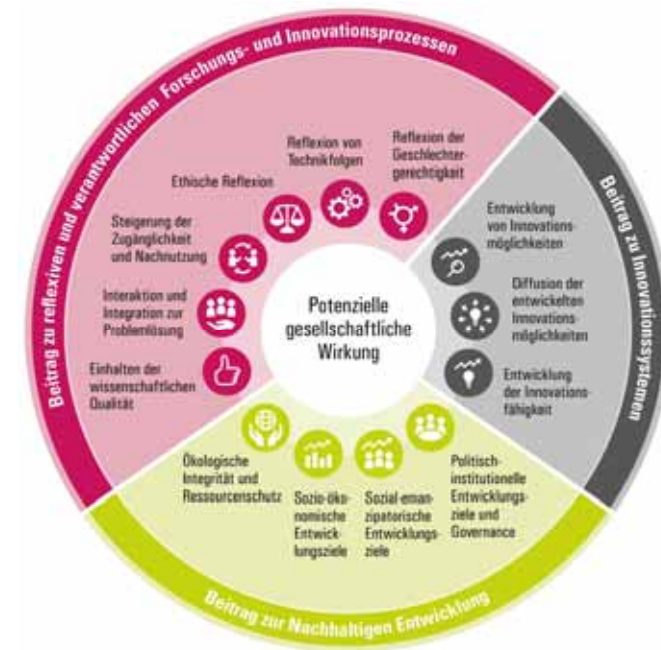 Beitrag zu reflexiven und verantwortlichen Forschungs- und Innovationsprozessen
Reflexion von
Technikfolgen
Reflexion der
Geschlechter-
gerechtigkeit
Ethische Reflexion
Steigerung der
Zugänglichkeit
und Nachnutzung
Interaktion und
Integration zur
Problemlösung
Einhalten der
wissenschaftlichen
Qualität
Beitrag zu Innovationssystemen
Entwicklung
von Innovations-
möglichkeiten
Diffusion der
entwickelten
Innovations-
möglichkeiten
Entwicklung
der Innovations-
fähigkeit
Potenzielle
gesellschaftliche
Wirkung
Ökologische
Integrität und
Ressourcenschutz
Sozio-öko-
nomische
Entwick-
lungsziele
Sozial-eman-
zipatorische
Entwicklungs-
ziele
Politisch-
institutionelle
Entwicklungs-
ziele und
Governance
Beitrag zur Nachhaltigen Entwicklung